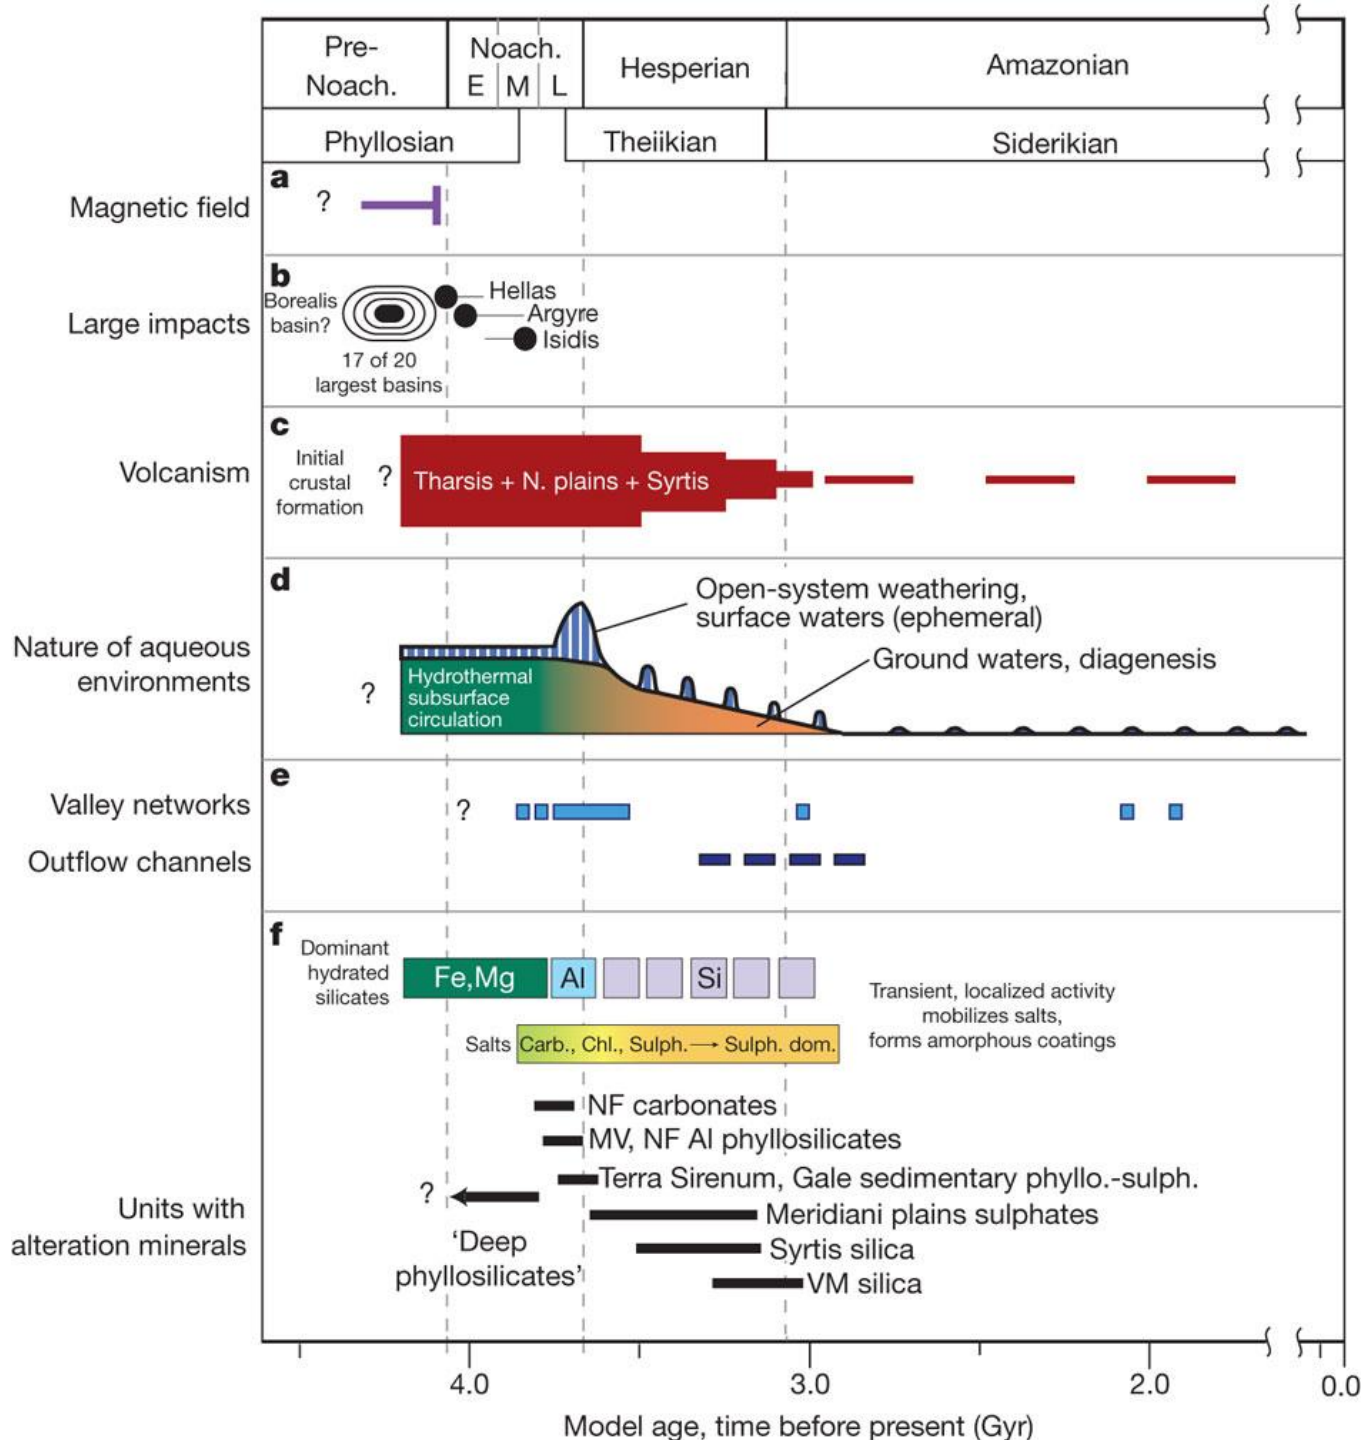 Pre-
Noach.
Noach.
E M L
Hesperian
Amazonian
Phyllosian
Theiikian
Siderikian
a
Magnetic field
?
b
Large impacts
Borealis
basin?
Hellas
Argyre
Isidis
17 of 20
largest basins
c
Volcanism
Initial
crustal
formation
?
Tharsis + N. plains + Syrtis
d
Nature of aqueous
environments
?
Hydrothermal
subsurface
circulation
Open-system weathering,
surface waters (ephemeral)
Ground waters, diagenesis
e
Valley networks
?
Outflow channels
f
Dominant
hydrated
silicates
Fe,Mg
Al
Si
Transient, localized activity
mobilizes salts,
forms amorphous coatings
Salts
Carb., Chl., Sulph.→ Sulph. dom.
NF carbonates
MV, NF Al phyllosilicates
Terra Sirenum, Gale sedimentary phyllo.-sulph.
?
Units with
alteration minerals
‘Deep
phyllosilicates’
Meridiani plains sulphates
Syrtis silica
VM silica
4.0 3.0 2.0 0.0
Model age, time before present (Gyr)